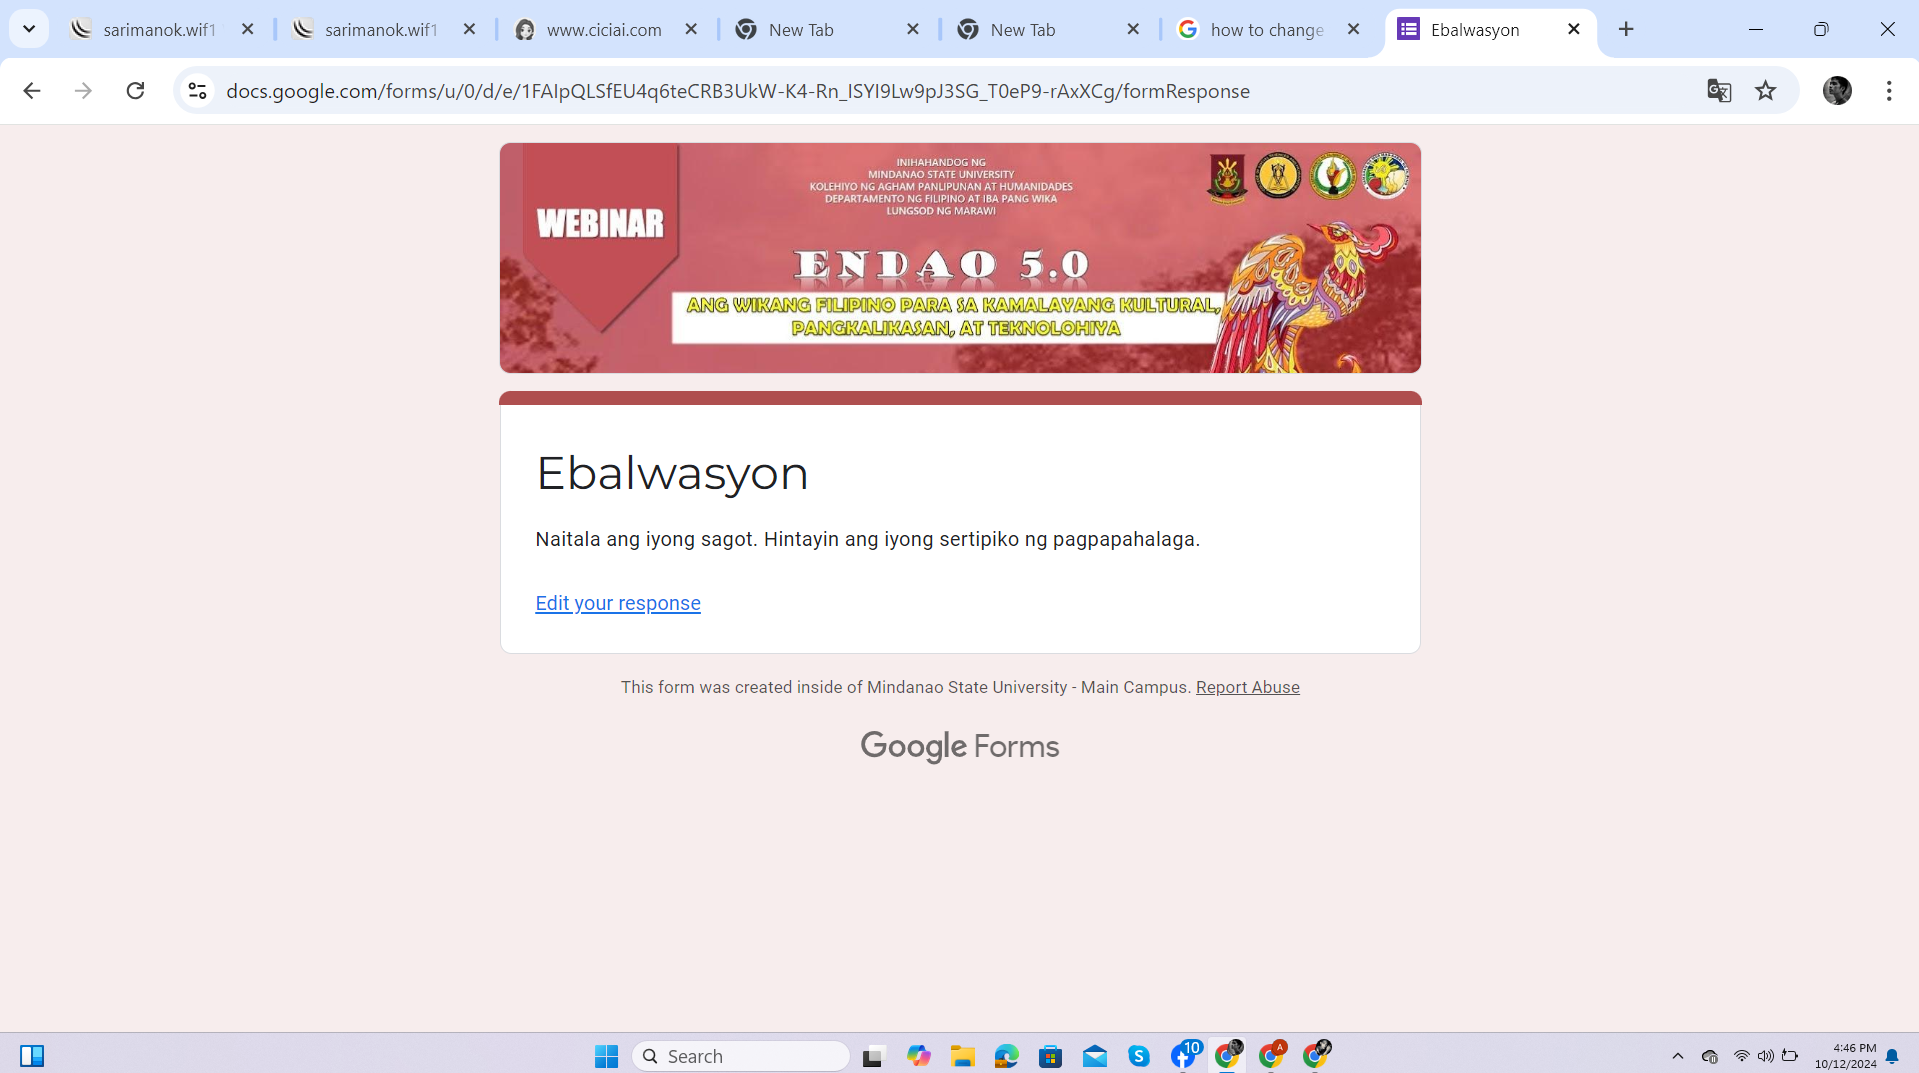 sarimanok.wif1
sarimanok.wif1
www.ciciai.com
New Tab
New Tab
how to change
Ebalwasyon
docs.google.com/forms/u/0/d/e/1FAIpQLSfEU4q6teCRB3UkW-K4-Rn_ISYI9Lw9pJ3SG_T0eP9-rAxXCg/formResponse
INIHAHANDOG NG
MINDANAO STATE UNIVERSITY
KOLEHIYO NG AGHAM PANLIPUNAN AT HUMANIDADES
DEPARTAMENTO NG FILIPINO AT IBA PANG WIKA
LUNGSOD NG MARAWI
WEBINAR
ENDAO 5.0
ANG WIKANG FILIPINO PARA SA KAMALAYANG KULTURAL,
PANGKALIKASAN, AT TEKNOLOHIYA
Ebalwasyon
Naitala ang iyong sagot. Hintayin ang iyong sertipiko ng pagpapahalaga.
Edit your response
This form was created inside of Mindanao State University - Main Campus. Report Abuse
Google Forms
Search
10
A
4:46 PM
10/12/2024